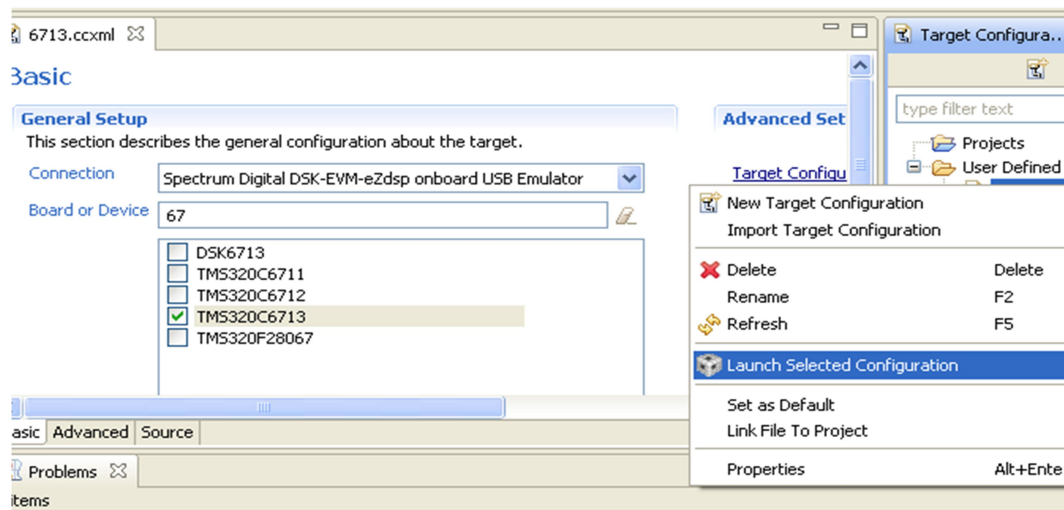 6713.ccxml
Basic
General Setup
This section describes the general configuration about the target.
Connection
Spectrum Digital DSK-EVM-eZdsp onboard USB Emulator
Board or Device
67
DSK6713
TMS320C6711
TMS320C6712
TMS320C6713
TMS320F28067
Advanced Set
Target Configu
asic
Advanced
Source
Problems
items
Target Configura...
type filter text
Projects
User Defined
New Target Configuration
Import Target Configuration
Delete Delete
Rename F2
Refresh F5
Launch Selected Configuration
Set as Default
Link File To Project
Properties Alt+Ente